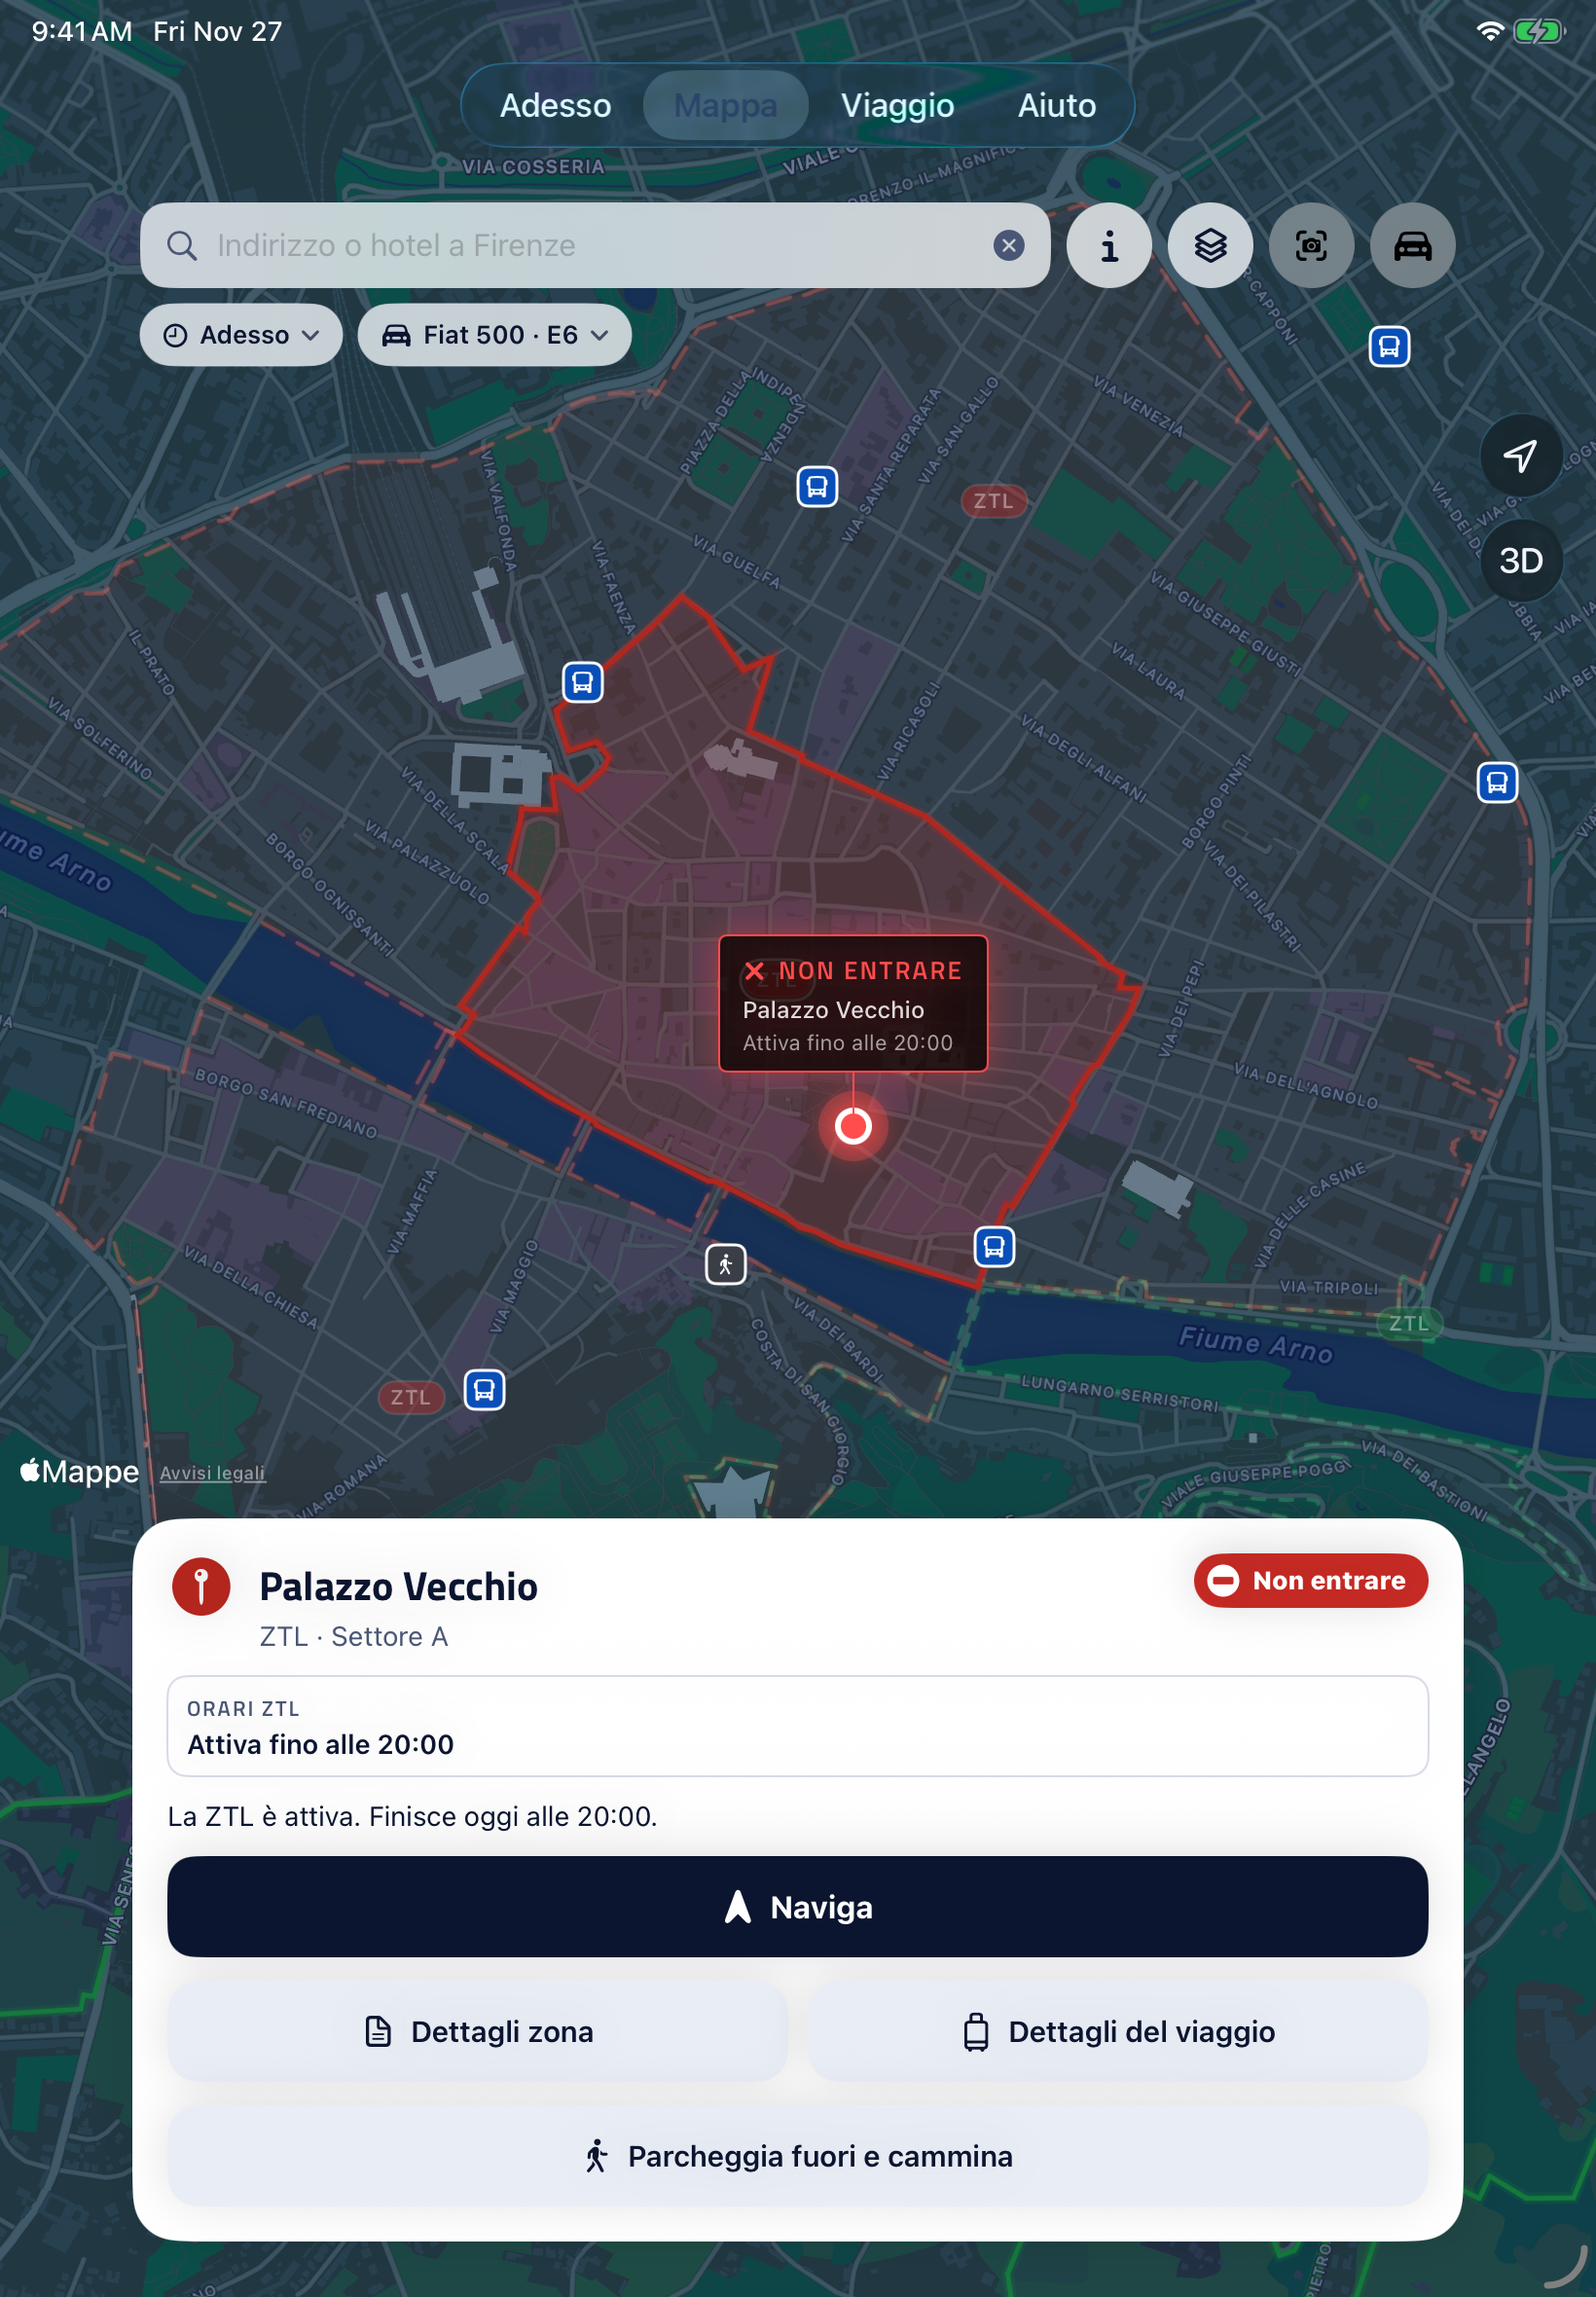 9:41 AM Fri Nov 27
Adesso Mappa Viaggio Aiuto
VIA COSSERIA
Indirizzo o hotel a Firenze
Adesso
Fiat 500 · E6
PIAZZA DELLA INDIPENDENZA
VIA SANTA REPARATA
VIA SAN GALLO
VIA VENEZIA
ZTL
3D
VIA VALFONDA
VIA FAENZA
VIA GUELFA
VIA GIUSEPPE GIUSTI
VIA LAURA
IL PRATO
VIA SOLFERINO
VIA RICASOLI
VIA DEGLI ALFANI
BORGO PINTI
VIA DEI PILASTRI
VIA DELLA SCALA
VIA PALAZZUOLO
BORGO OGNISSANTI
VIA DEI PEPI
VIA DELL'AGNOLO
VIA DELLE CASINE
NON ENTRARE
Palazzo Vecchio
Attiva fino alle 20:00
BORGO SAN FREDIANO
VIA MAFFIA
VIA MAGGIO
VIA DELLA CHIESA
VIA DEI BARDI
COSTA DI SAN GIORGIO
VIA TRIPOLI
ZTL
Fiume Arno
LUNGARNO SERRISTORI
ZTL
VIA ROMANA
VIALE GIUSEPPE POGGI
VIA DEI BASTIONI
Mappe Avvisi legali
Palazzo Vecchio
Non entrare
ZTL · Settore A
ORARI ZTL
Attiva fino alle 20:00
La ZTL è attiva. Finisce oggi alle 20:00.
Naviga
Dettagli zona
Dettagli del viaggio
Parcheggia fuori e cammina